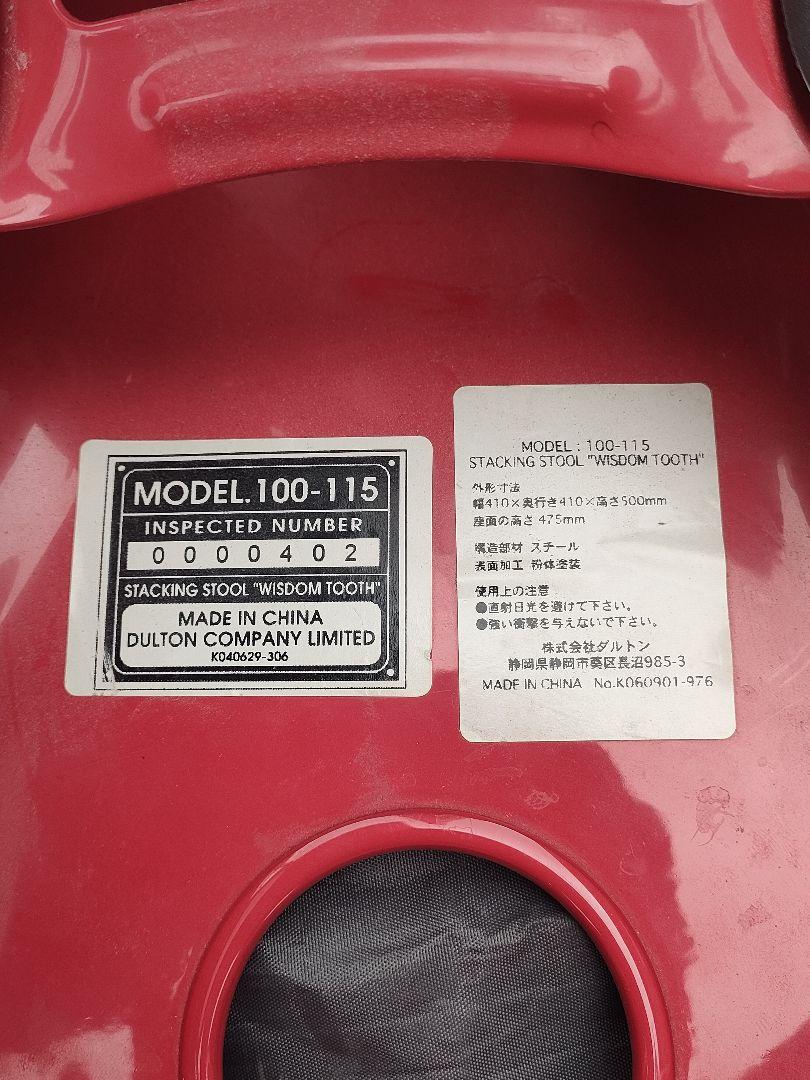 MODEL.100-115
INSPECTED NUMBER
0000402
STACKING STOOL "WISDOM TOOTH"
MADE IN CHINA
DULTON COMPANY LIMITED
K040629-306
MODEL : 100-115
STACKING STOOL "WISDOM TOOTH"
外形寸法
幅410×奥行き410×高さ500mm
座面の高さ 475mm
構造部材 スチール
表面加工 粉体塗装
使用上の注意
●直射日光を避けて下さい。
●強い衝撃を与えないで下さい。
株式会社ダルトン
静岡県静岡市葵区長沼985-3
MADE IN CHINA No.K060901-976